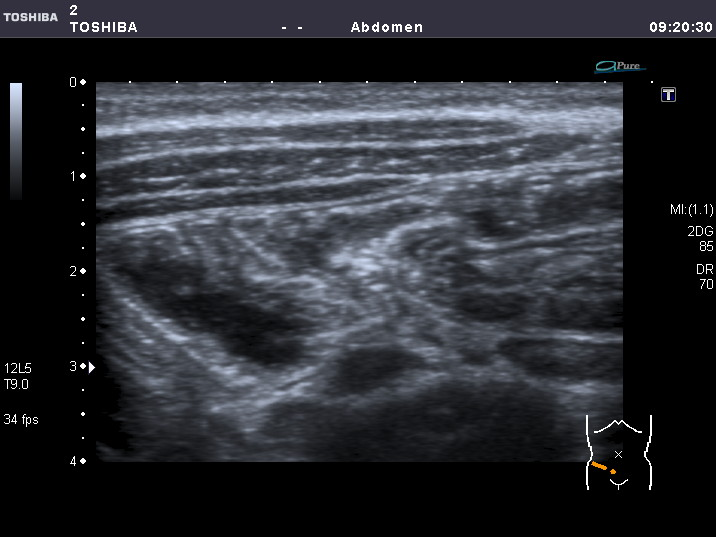 TOSHIBA
2
TOSHIBA - - Abdomen 09:20:30
Pure
T
0
1
2
3
4
MI:(1.1)
2DG
85
DR
70
12L5
T9.0
34 fps